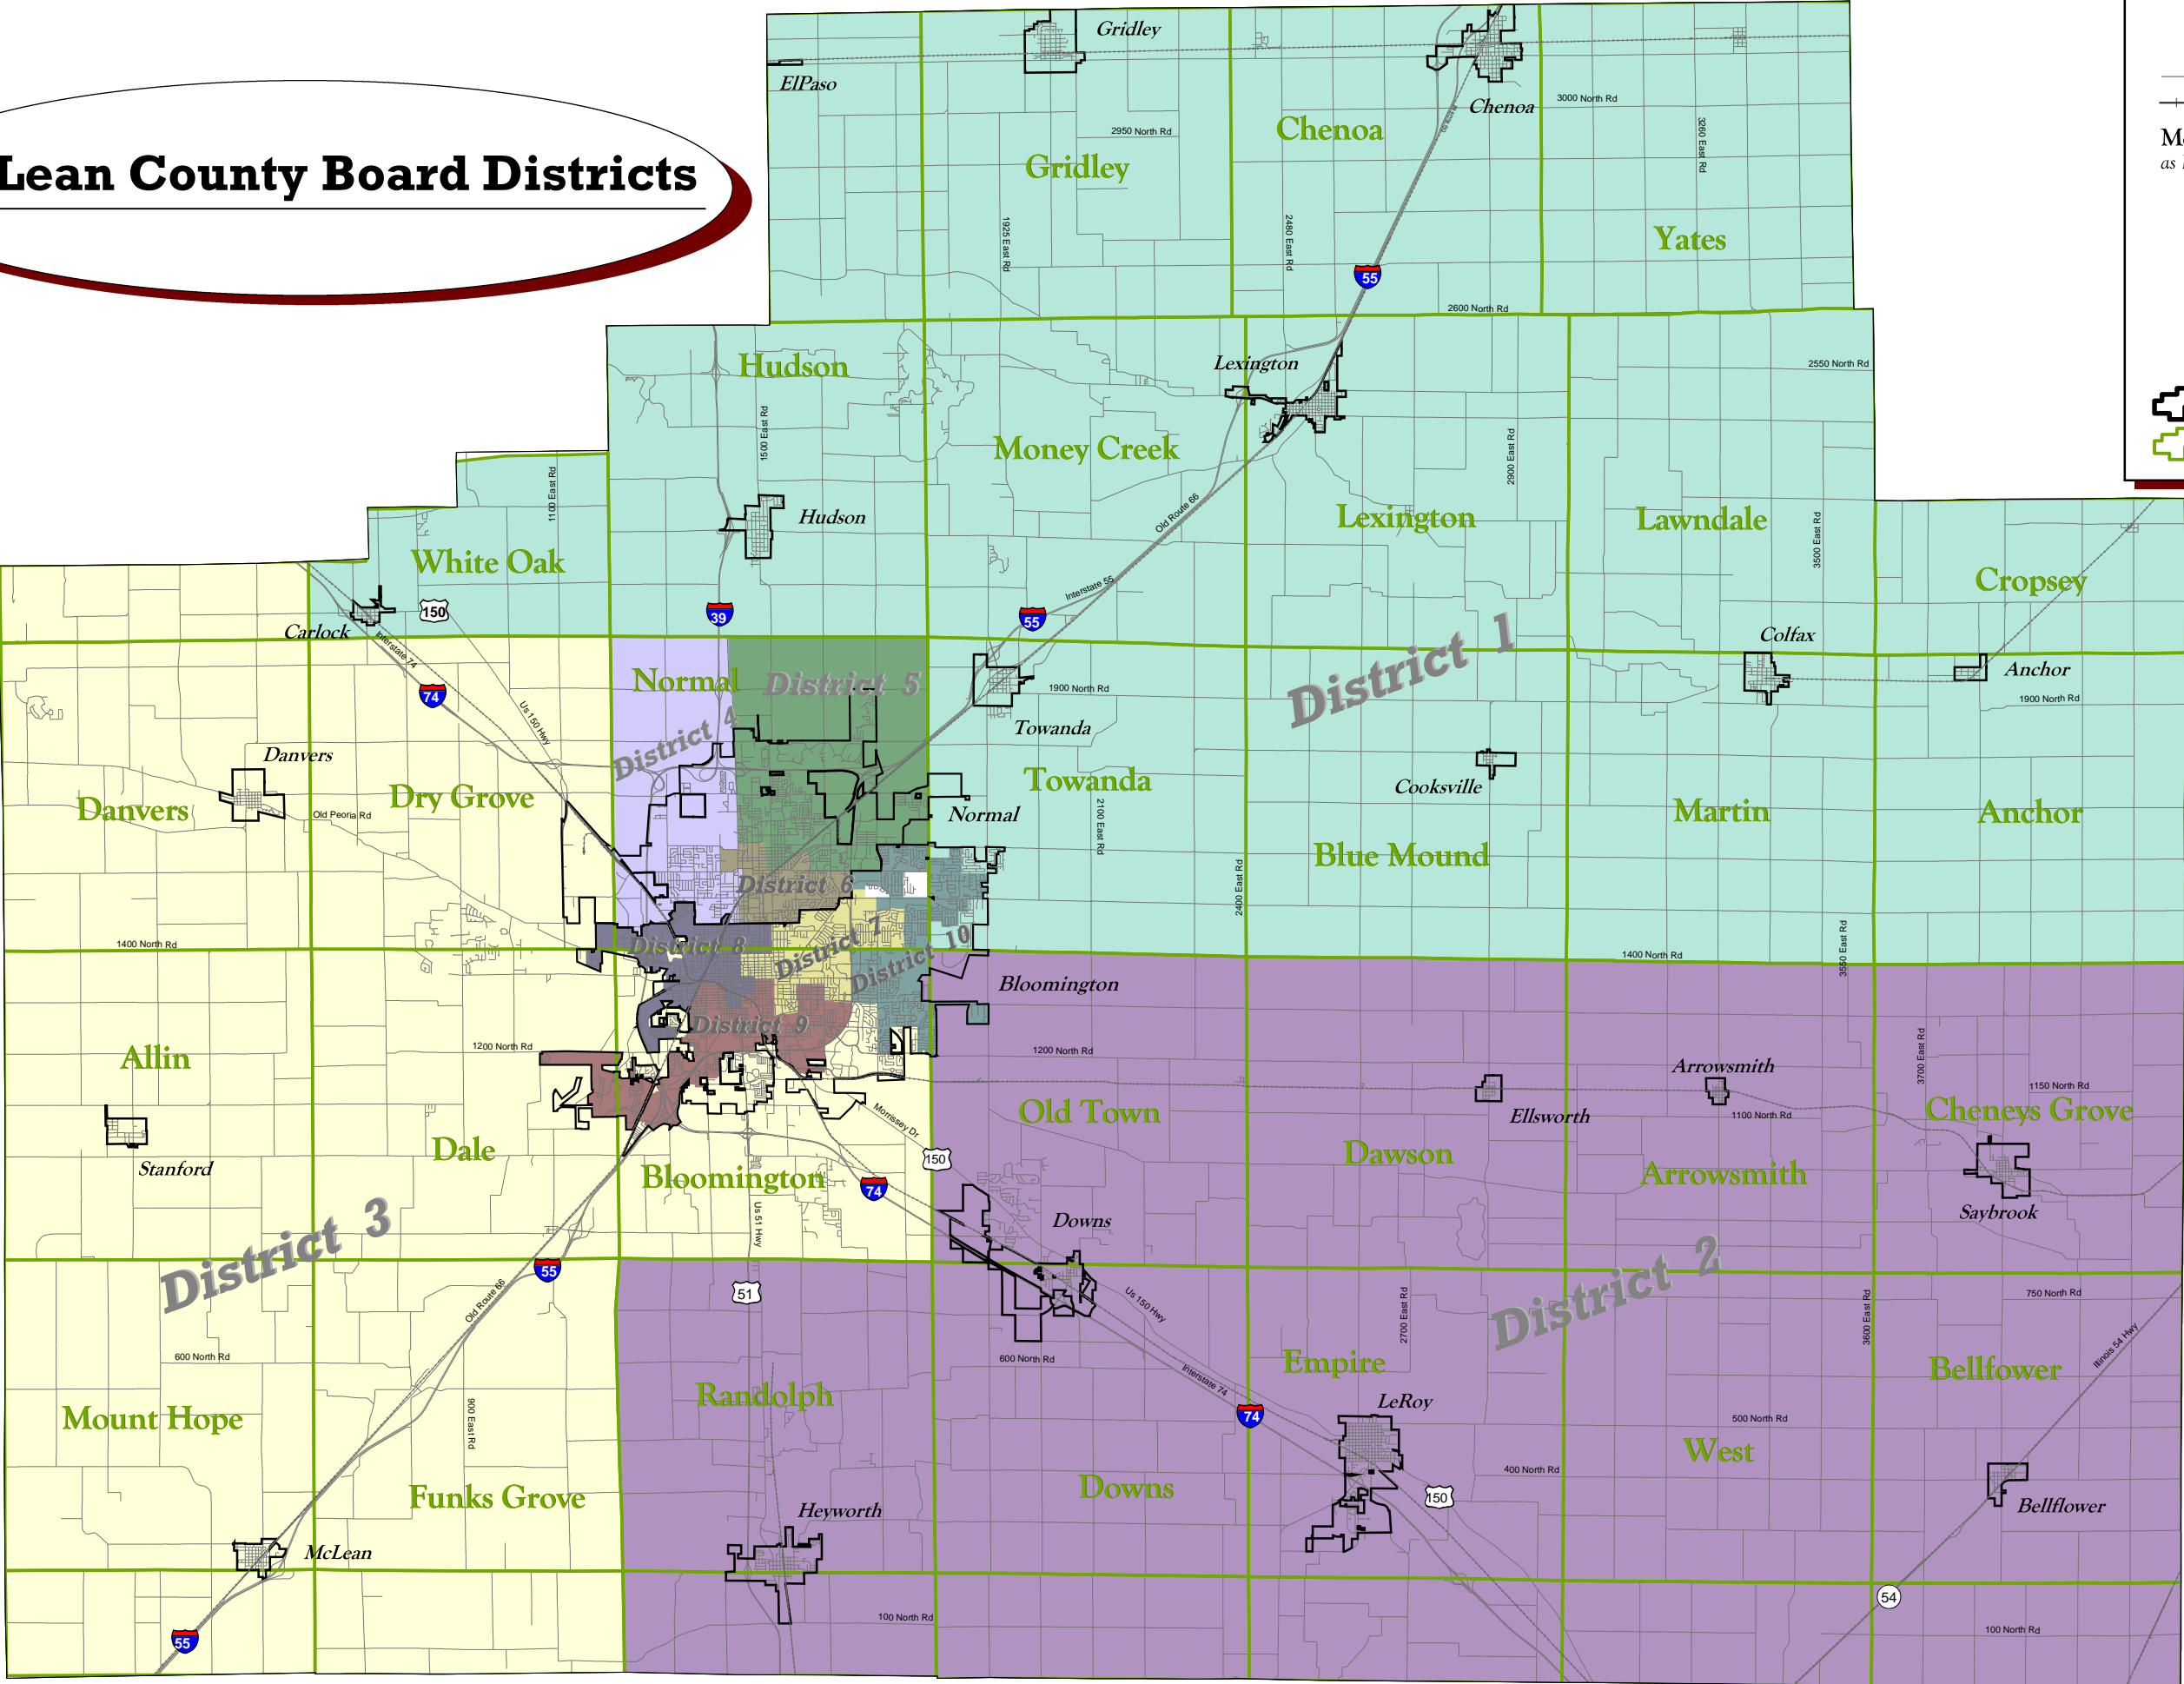 Lean County Board Districts
Gridley
ElPaso
Chenoa
3000 North Rd
2950 North Rd
Chenoa
3260 East Rd
Gridley
1925 East Rd
2480 East Rd
Yates
55
2600 North Rd
Hudson
Lexington
2550 North Rd
1500 East Rd
Money Creek
2900 East Rd
1100 East Rd
Hudson
Old Route 66
Lexington
Lawndale
3500 East Rd
White Oak
Cropsey
Interstate 55
150
39
55
Carlock
Interstate 74
District 1
Colfax
Anchor
Normal
District 5
1900 North Rd
1900 North Rd
74
Us 150 Hwy
District 4
Towanda
Danvers
Towanda
Cooksville
Danvers
Dry Grove
Old Peoria Rd
Normal
2100 East Rd
Martin
Anchor
Blue Mound
District 6
2400 East Rd
1400 North Rd
District 8
District 7
District 10
1400 North Rd
3550 East Rd
Bloomington
District 9
Allin
1200 North Rd
1200 North Rd
3700 East Rd
Arrowsmith
1150 North Rd
Old Town
Morrissey Dr
Ellsworth
1100 North Rd
Cheneys Grove
Stanford
Dale
150
Dawson
Bloomington
74
Arrowsmith
Us 51 Hwy
Downs
Saybrook
District 3
District 2
55
51
Old Route 66
Us 150 Hwy
2700 East Rd
3600 East Rd
750 North Rd
Illinois 54 Hwy
600 North Rd
600 North Rd
Empire
Interstate 74
Bellfower
Randolph
LeRoy
Mount Hope
900 East Rd
74
500 North Rd
West
400 North Rd
Funks Grove
Downs
150
Heyworth
Bellflower
McLean
54
100 North Rd
100 North Rd
55